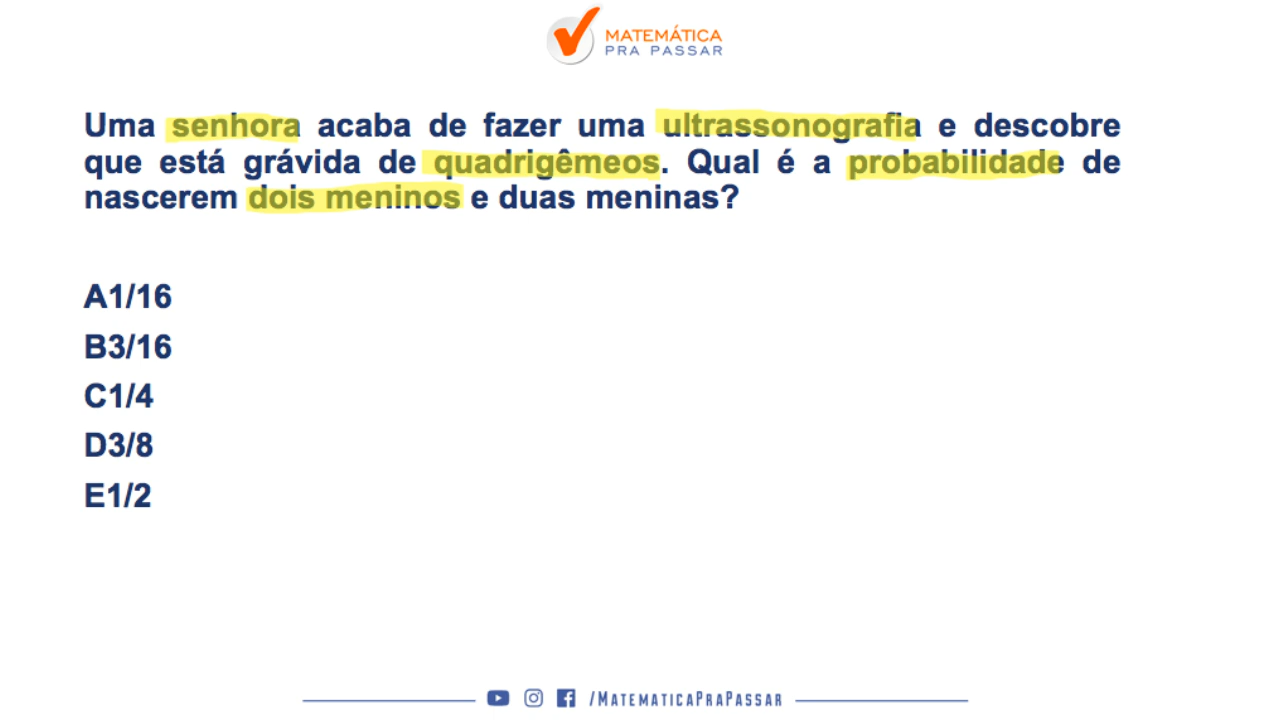 MATEMÁTICA
PRA PASSAR
Uma senhora acaba de fazer uma ultrassonografia e descobre
que está grávida de quadrigêmeos. Qual é a probabilidade de
nascerem dois meninos e duas meninas?
A1/16
B3/16
C1/4
D3/8
E1/2
/MATEMATICAPRAPASSAR